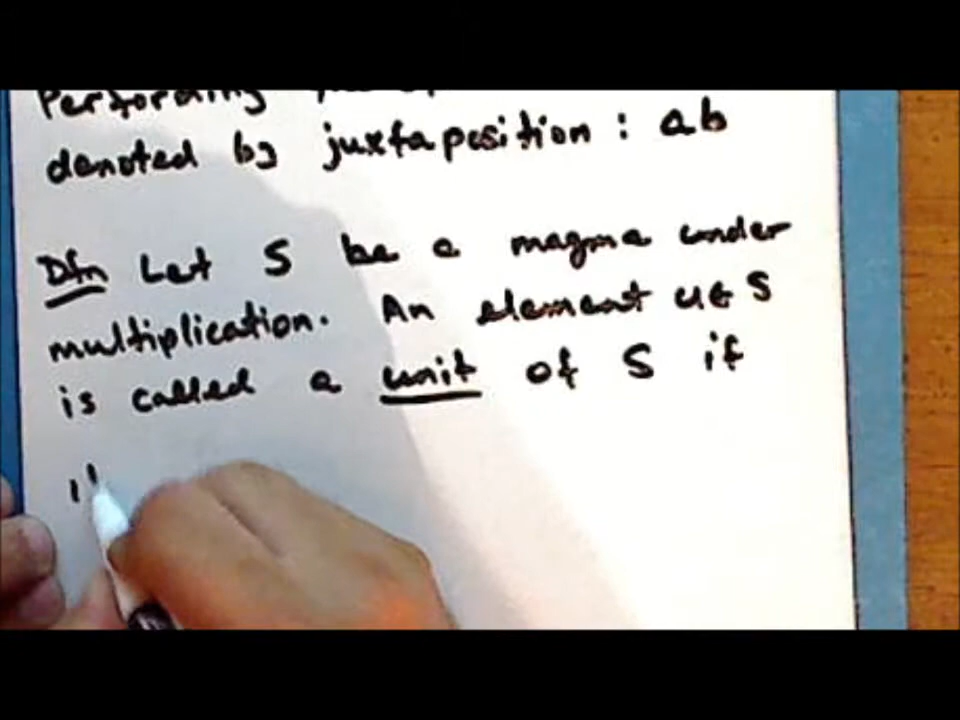 denoted by juxtaposition : ab
Dfn Let S be a magma under
multiplication. An element u ∈ S
is called a unit of S if